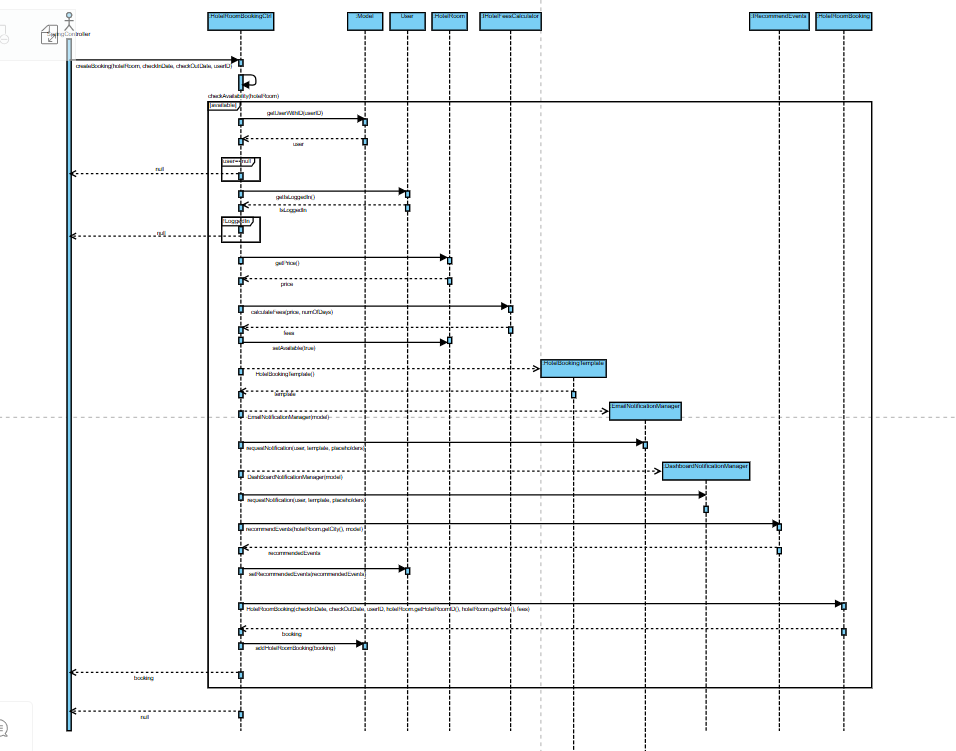 HotelRoomBookingCtrl
:Model
User
HotelRoom
:HotelFeesCalculator
:RecommendEvents
HotelRoomBooking
createBooking(hotelRoom, checkInDate, checkOutDate, userID)
checkAvailability(hotelRoom)
[available]
getUserWithID(userID)
user
user==null
null
getIsLoggedIn()
isLoggedIn
!LoggedIn
null
getPrice()
price
calculateFees(price, numOfDays)
fees
setAvailable(true)
:HotelBookingTemplate
HotelBookingTemplate()
template
:EmailNotificationManager
EmailNotificationManager(model)
requestNotification(user, template, placeholders)
:DashboardNotificationManager
DashBoardNotificationManager(model)
requestNotification(user, template, placeholders)
recommendEvents(hotelRoom.getCity(), model)
recommendedEvents
setRecommendedEvents(recommendedEvents)
HotelRoomBooking(checkInDate, checkOutDate, userID, hotelRoom.getHotelRoomID(), hotelRoom.getHotel(), fees)
booking
addHotelRoomBooking(booking)
booking
null